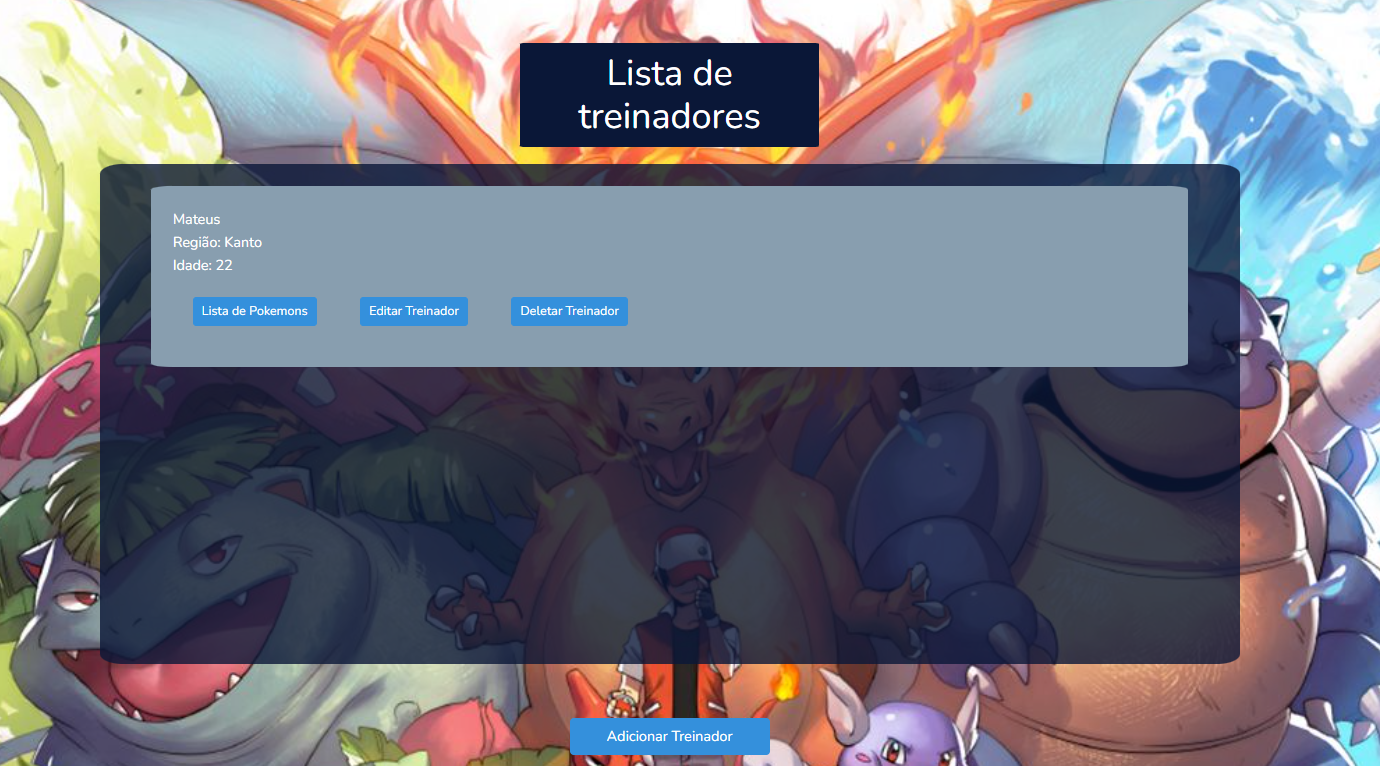 Lista de
treinadores
Mateus
Região: Kanto
Idade: 22
Lista de Pokemons Editar Treinador Deletar Treinador
Adicionar Treinador